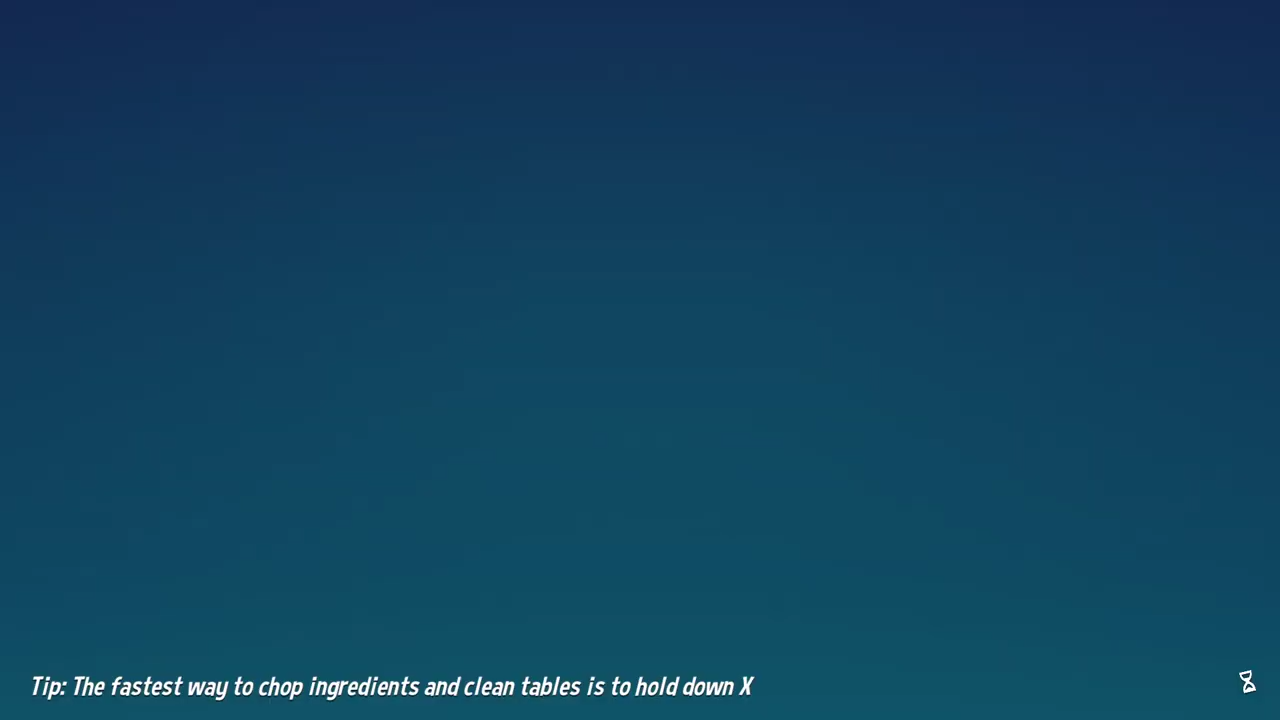 Tip: The fastest way to chop ingredients and clean tables is to hold down X